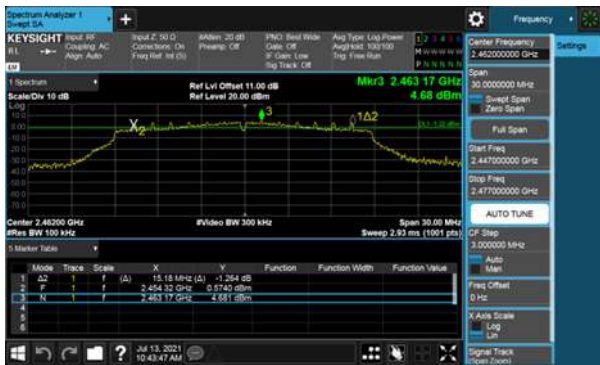 Spectrum Analyzer 1
Swept SA
+
Frequency
KEYSIGHT
Input: RF
Coupling: AC
Align: Auto
Input Z: 50 Ω
Corrections: On
Freq Ref: Int (S)
#Atten: 20 dB
Preamp: Off
PNO: Best Wide
Gate: Off
IF Gain: Low
Sig Track: Off
Avg Type: Log-Power
Avg|Hold: 100/100
Trig: Free Run
RL
LV
Center Frequency
2.462000000 GHz
Settings
Span
30.0000000 MHz
Swept Span
Zero Span
Full Span
Start Freq
2.447000000 GHz
Stop Freq
2.477000000 GHz
AUTO TUNE
CF Step
3.000000 MHz
Auto
Man
Freq Offset
0 Hz
X Axis Scale
Log
Lin
Signal Track
(Span Zoom)
1 Spectrum
Scale/Div 10 dB
Ref Lvl Offset 11.00 dB
Ref Level 20.00 dBm
Mkr3 2.463 17 GHz
4.68 dBm
Log
3
1Δ2
X2
Center 2.46200 GHz
#Res BW 100 kHz
#Video BW 300 kHz
Span 30.00 MHz
Sweep 2.93 ms (1001 pts)
5 Marker Table
Mode Trace Scale X Y Function Function Width Function Value
1 Δ2 1 f (Δ) 15.18 MHz (Δ) -1.264 dB
2 F 1 f 2.454 32 GHz 0.5740 dBm
3 N 1 f 2.463 17 GHz 4.681 dBm
4
5
6
?
Jul 13, 2021
10:43:47 AM